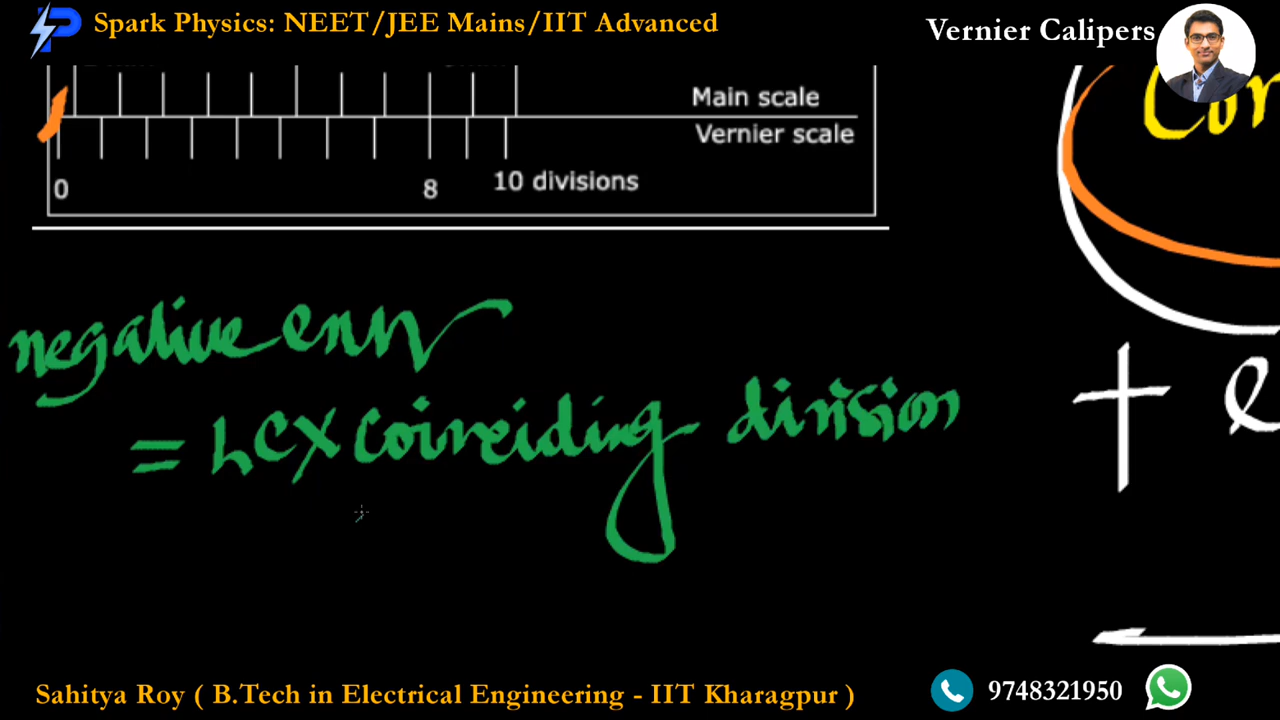 Spark Physics: NEET/JEE Mains/IIT Advanced
Vernier Calipers
Main scale
Vernier scale
0
8
10 divisions
negative
= LC X Coinciding division
+ e
Sahitya Roy ( B.Tech in Electrical Engineering - IIT Kharagpur )
9748321950